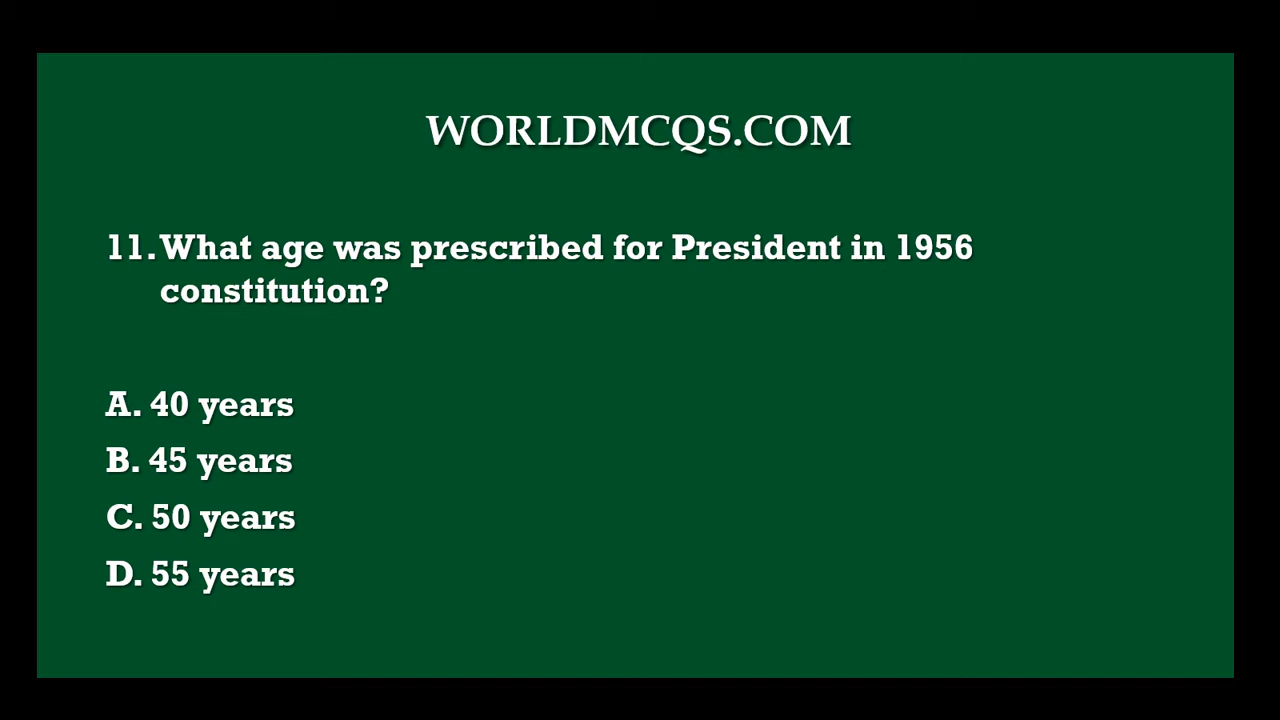 WORLDMCQS.COM
11. What age was prescribed for President in 1956
constitution?
A. 40 years
B. 45 years
C. 50 years
D. 55 years